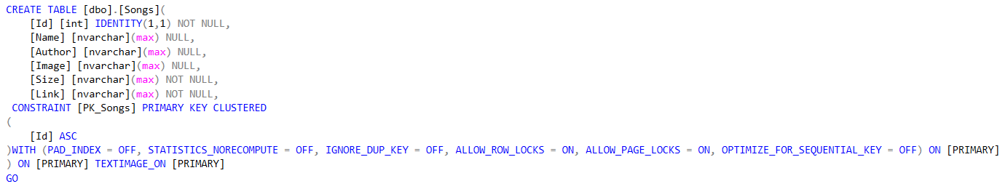 CREATE TABLE [dbo].[Songs](
    [Id] [int] IDENTITY(1,1) NOT NULL,
    [Name] [nvarchar](max) NULL,
    [Author] [nvarchar](max) NULL,
    [Image] [nvarchar](max) NULL,
    [Size] [nvarchar](max) NOT NULL,
    [Link] [nvarchar](max) NOT NULL,
 CONSTRAINT [PK_Songs] PRIMARY KEY CLUSTERED
(
    [Id] ASC
)WITH (PAD_INDEX = OFF, STATISTICS_NORECOMPUTE = OFF, IGNORE_DUP_KEY = OFF, ALLOW_ROW_LOCKS = ON, ALLOW_PAGE_LOCKS = ON, OPTIMIZE_FOR_SEQUENTIAL_KEY = OFF) ON [PRIMARY]
) ON [PRIMARY] TEXTIMAGE_ON [PRIMARY]
GO